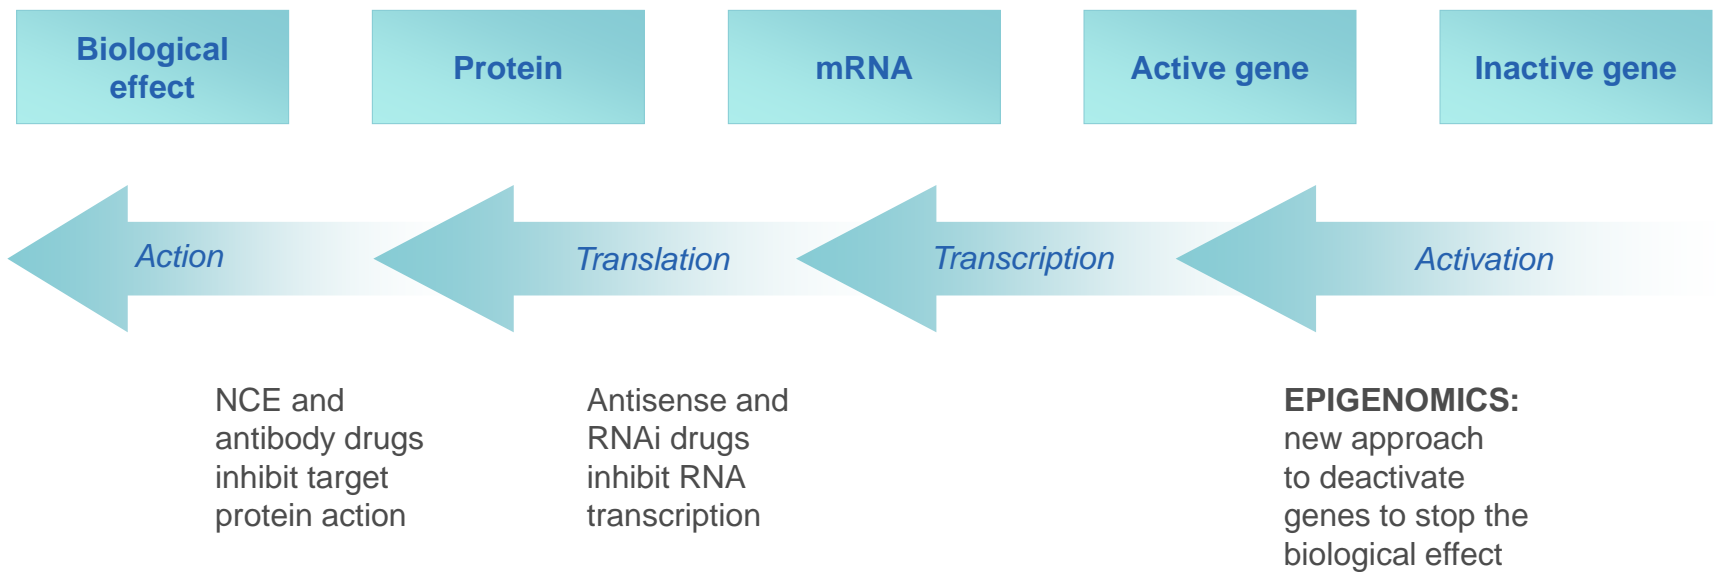 Biological
effect
Protein
mRNA
Active gene
Inactive gene
Action
Translation
Transcription
Activation
NCE and
antibody drugs
inhibit target
protein action
Antisense and
RNAi drugs
inhibit RNA
transcription
EPIGENOMICS:
new approach
to deactivate
genes to stop the
biological effect